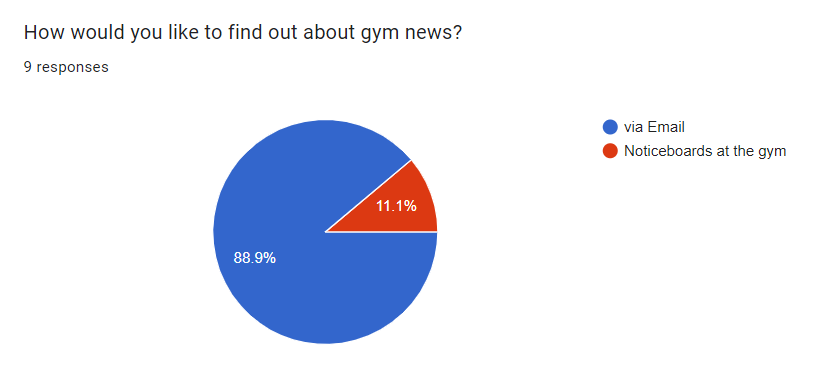 How would you like to find out about gym news?
9 responses
via Email
Noticeboards at the gym
11.1%
88.9%